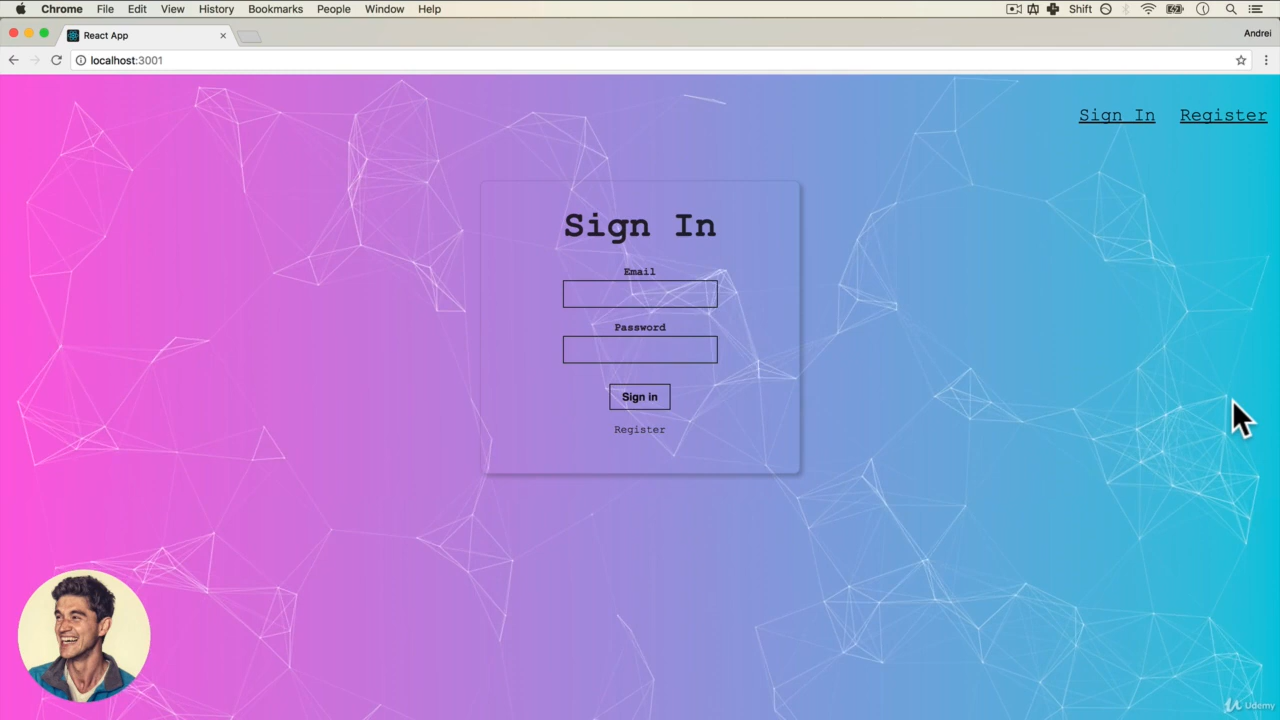 Chrome File Edit View History Bookmarks People Window Help Shift
React App
Andrei
localhost:3001
Sign In Register
Sign In
Email
Password
Sign in
Register
Udemy